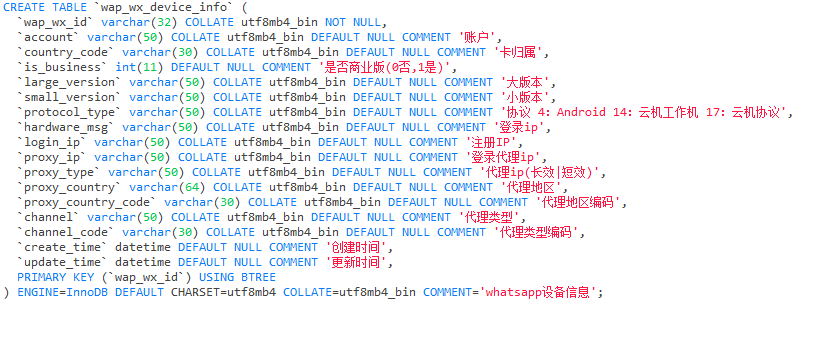 CREATE TABLE `wap_wx_device_info` (
`wap_wx_id` varchar(32) COLLATE utf8mb4_bin NOT NULL,
`account` varchar(50) COLLATE utf8mb4_bin DEFAULT NULL COMMENT '账户',
`country_code` varchar(30) COLLATE utf8mb4_bin DEFAULT NULL COMMENT '卡归属',
`is_business` int(11) DEFAULT NULL COMMENT '是否商业版(0否,1是)',
`large_version` varchar(50) COLLATE utf8mb4_bin DEFAULT NULL COMMENT '大版本',
`small_version` varchar(50) COLLATE utf8mb4_bin DEFAULT NULL COMMENT '小版本',
`protocol_type` varchar(50) COLLATE utf8mb4_bin DEFAULT NULL COMMENT '协议 4: Android 14: 云机工作机 17: 云机协议',
`hardware_msg` varchar(50) COLLATE utf8mb4_bin DEFAULT NULL COMMENT '登录ip',
`login_ip` varchar(50) COLLATE utf8mb4_bin DEFAULT NULL COMMENT '注册IP',
`proxy_ip` varchar(50) COLLATE utf8mb4_bin DEFAULT NULL COMMENT '登录代理ip',
`proxy_type` varchar(50) COLLATE utf8mb4_bin DEFAULT NULL COMMENT '代理ip(长效|短效)',
`proxy_country` varchar(64) COLLATE utf8mb4_bin DEFAULT NULL COMMENT '代理地区',
`proxy_country_code` varchar(30) COLLATE utf8mb4_bin DEFAULT NULL COMMENT '代理地区编码',
`channel` varchar(50) COLLATE utf8mb4_bin DEFAULT NULL COMMENT '代理类型',
`channel_code` varchar(30) COLLATE utf8mb4_bin DEFAULT NULL COMMENT '代理类型编码',
`create_time` datetime DEFAULT NULL COMMENT '创建时间',
`update_time` datetime DEFAULT NULL COMMENT '更新时间',
PRIMARY KEY (`wap_wx_id`) USING BTREE
) ENGINE=InnoDB DEFAULT CHARSET=utf8mb4 COLLATE=utf8mb4_bin COMMENT='whatsapp设备信息';